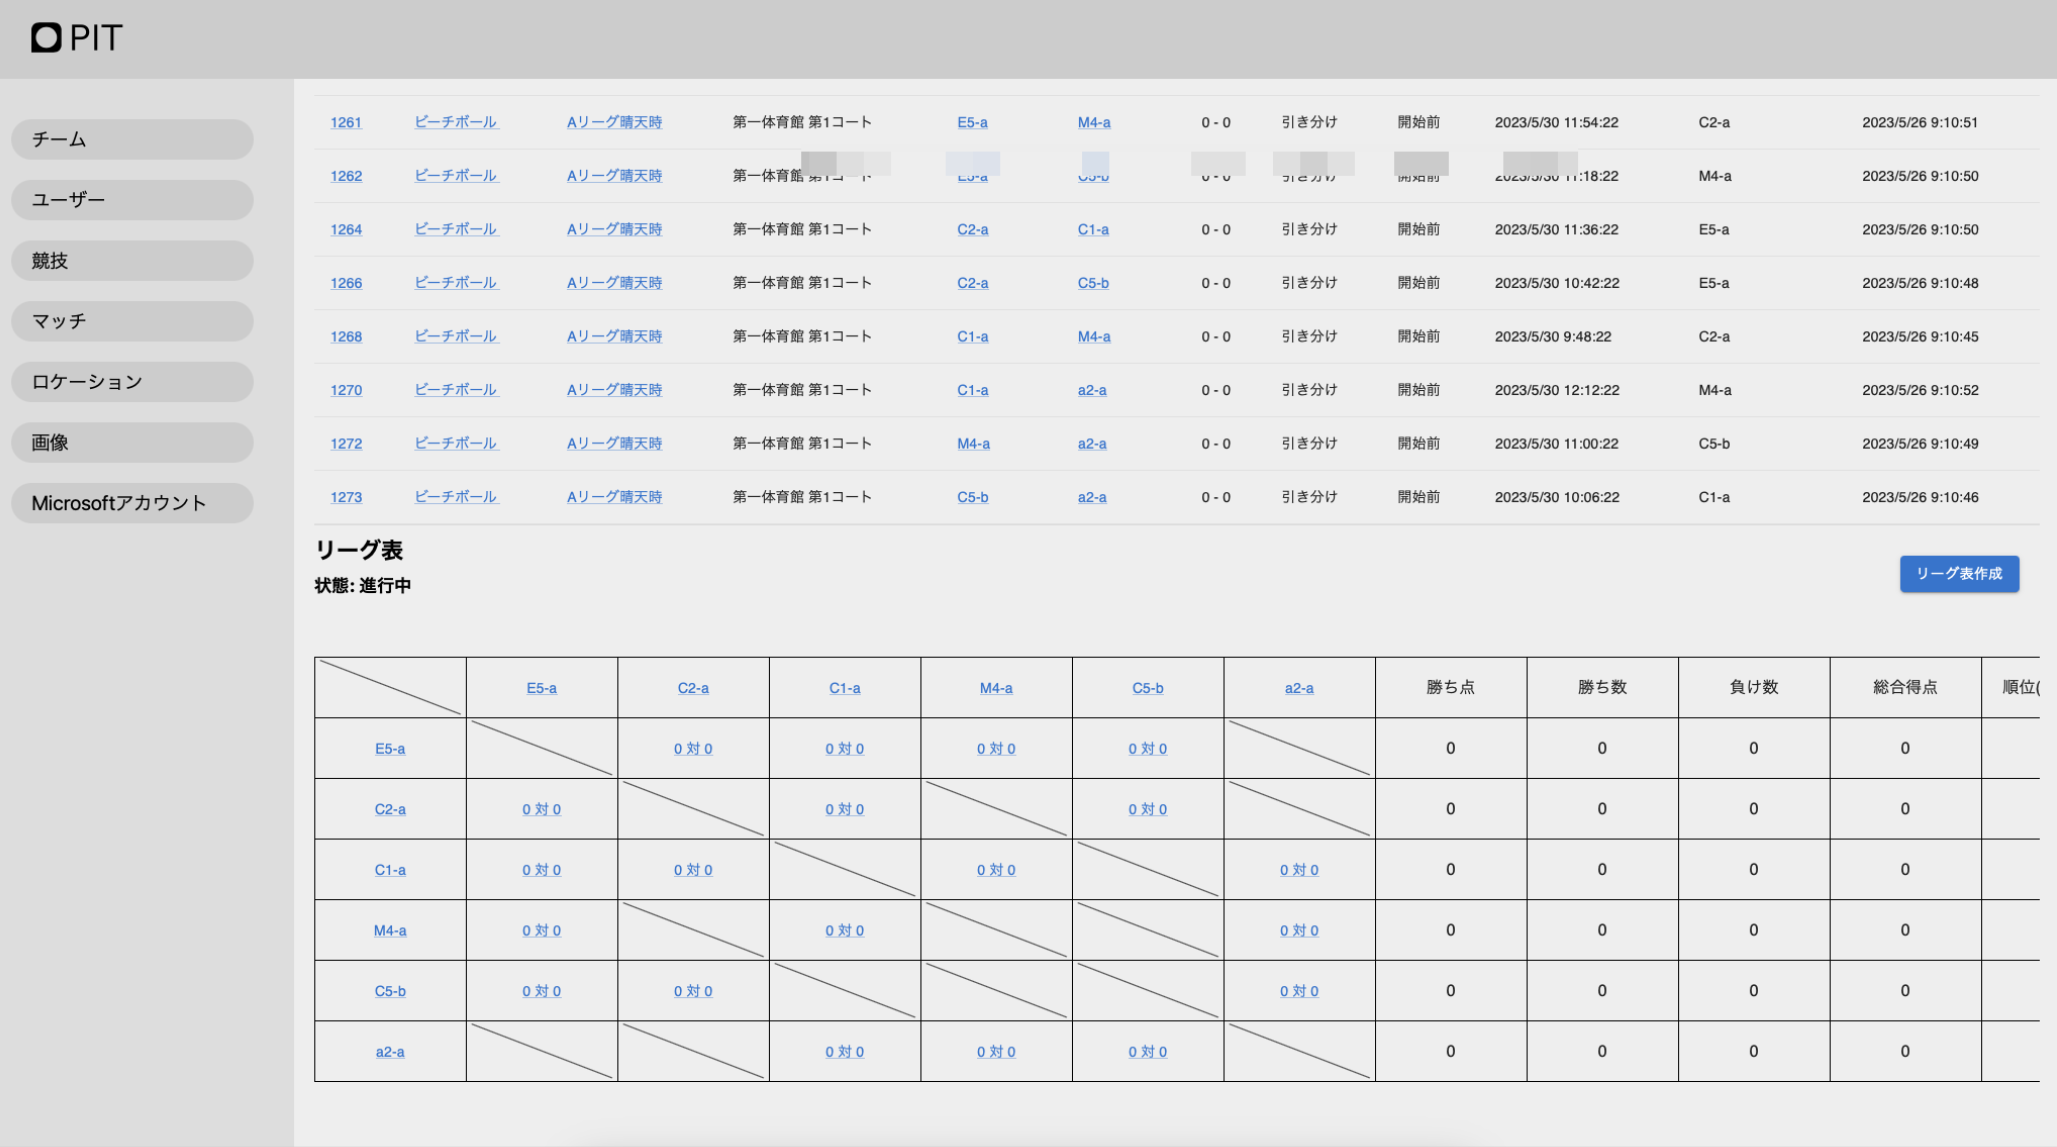 PIT
チーム
ユーザー
競技
マッチ
ロケーション
画像
Microsoftアカウント
1261 ビーチボール Aリーグ晴天時 第一体育館 第1コート E5-a M4-a 0 - 0 引き分け 開始前 2023/5/30 11:54:22 C2-a 2023/5/26 9:10:51
1262 ビーチボール Aリーグ晴天時 第一体育館 第1コート E5-a C5-b 0 - 0 引き分け 開始前 2023/5/30 11:18:22 M4-a 2023/5/26 9:10:50
1264 ビーチボール Aリーグ晴天時 第一体育館 第1コート C2-a C1-a 0 - 0 引き分け 開始前 2023/5/30 11:36:22 E5-a 2023/5/26 9:10:50
1266 ビーチボール Aリーグ晴天時 第一体育館 第1コート C2-a C5-b 0 - 0 引き分け 開始前 2023/5/30 10:42:22 E5-a 2023/5/26 9:10:48
1268 ビーチボール Aリーグ晴天時 第一体育館 第1コート C1-a M4-a 0 - 0 引き分け 開始前 2023/5/30 9:48:22 C2-a 2023/5/26 9:10:45
1270 ビーチボール Aリーグ晴天時 第一体育館 第1コート C1-a a2-a 0 - 0 引き分け 開始前 2023/5/30 12:12:22 M4-a 2023/5/26 9:10:52
1272 ビーチボール Aリーグ晴天時 第一体育館 第1コート M4-a a2-a 0 - 0 引き分け 開始前 2023/5/30 11:00:22 C5-b 2023/5/26 9:10:49
1273 ビーチボール Aリーグ晴天時 第一体育館 第1コート C5-b a2-a 0 - 0 引き分け 開始前 2023/5/30 10:06:22 C1-a 2023/5/26 9:10:46
リーグ表
状態: 進行中
リーグ表作成
E5-a C2-a C1-a M4-a C5-b a2-a 勝ち点 勝ち数 負け数 総合得点 順位(
E5-a 0 対 0 0 対 0 0 対 0 0 対 0 0 0 0 0
C2-a 0 対 0 0 対 0 0 対 0 0 0 0 0
C1-a 0 対 0 0 対 0 0 対 0 0 対 0 0 0 0 0
M4-a 0 対 0 0 対 0 0 対 0 0 0 0 0
C5-b 0 対 0 0 対 0 0 対 0 0 0 0 0
a2-a 0 対 0 0 対 0 0 対 0 0 0 0 0